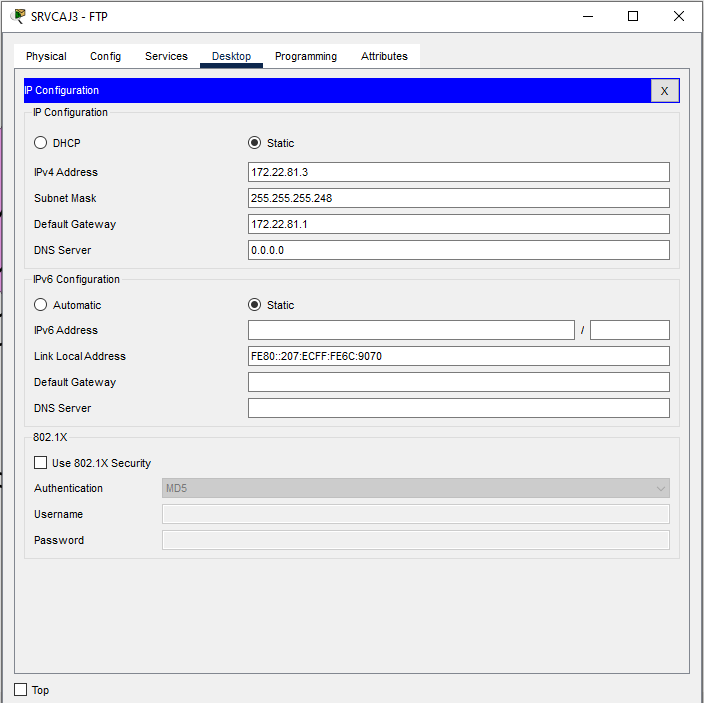 SRVCAJ3 - FTP
Physical Config Services Desktop Programming Attributes
IP Configuration X
IP Configuration
DHCP Static
IPv4 Address 172.22.81.3
Subnet Mask 255.255.255.248
Default Gateway 172.22.81.1
DNS Server 0.0.0.0
IPv6 Configuration
Automatic Static
IPv6 Address /
Link Local Address FE80::207:ECFF:FE6C:9070
Default Gateway
DNS Server
802.1X
Use 802.1X Security
Authentication MD5
Username
Password
Top